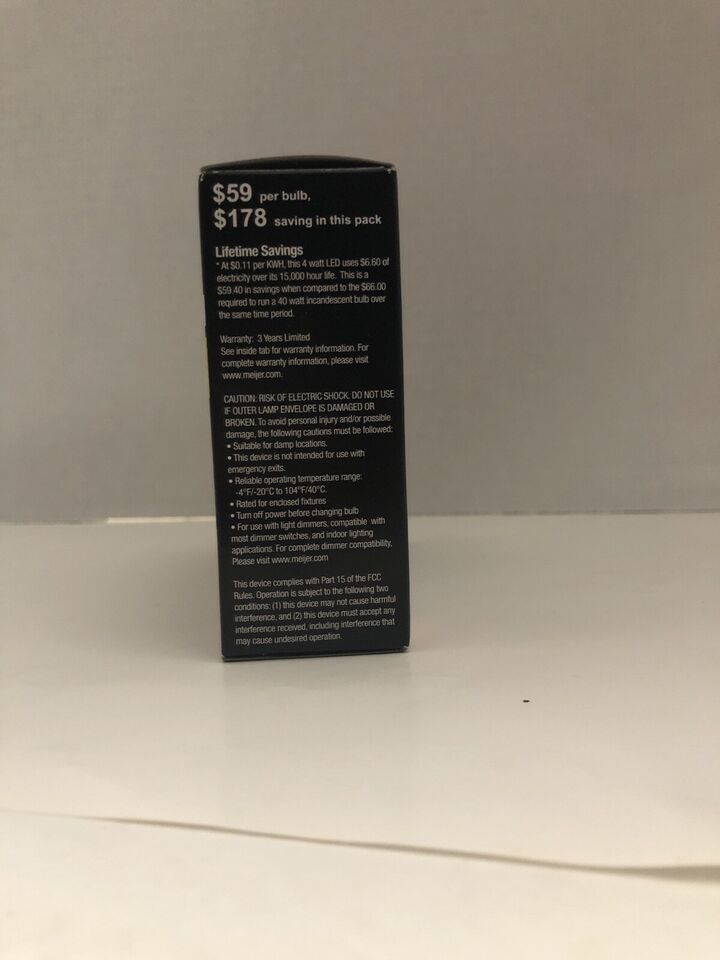 $59 per bulb,
$178 saving in this pack
Lifetime Savings
* At $0.11 per KWH, this 4 watt LED uses $6.60 of
electricity over its 15,000 hour life. This is a
$59.40 in savings when compared to the $66.00
required to run a 40 watt incandescent bulb over
the same time period.
Warranty: 3 Years Limited
See inside tab for warranty information. For
complete warranty information, please visit
www.meijer.com.
CAUTION: RISK OF ELECTRIC SHOCK. DO NOT USE
IF OUTER LAMP ENVELOPE IS DAMAGED OR
BROKEN. To avoid personal injury and/or possible
damage, the following cautions must be followed:
• Suitable for damp locations.
• This device is not intended for use with
emergency exits.
• Reliable operating temperature range:
-4°F/-20°C to 104°F/40°C.
• Rated for enclosed fixtures
• Turn off power before changing bulb
• For use with light dimmers, compatible with
most dimmer switches, and indoor lighting
applications. For complete dimmer compatibility,
Please visit www.meijer.com
This device complies with Part 15 of the FCC
Rules. Operation is subject to the following two
conditions: (1) this device may not cause harmful
interference, and (2) this device must accept any
interference received, including interference that
may cause undesired operation.